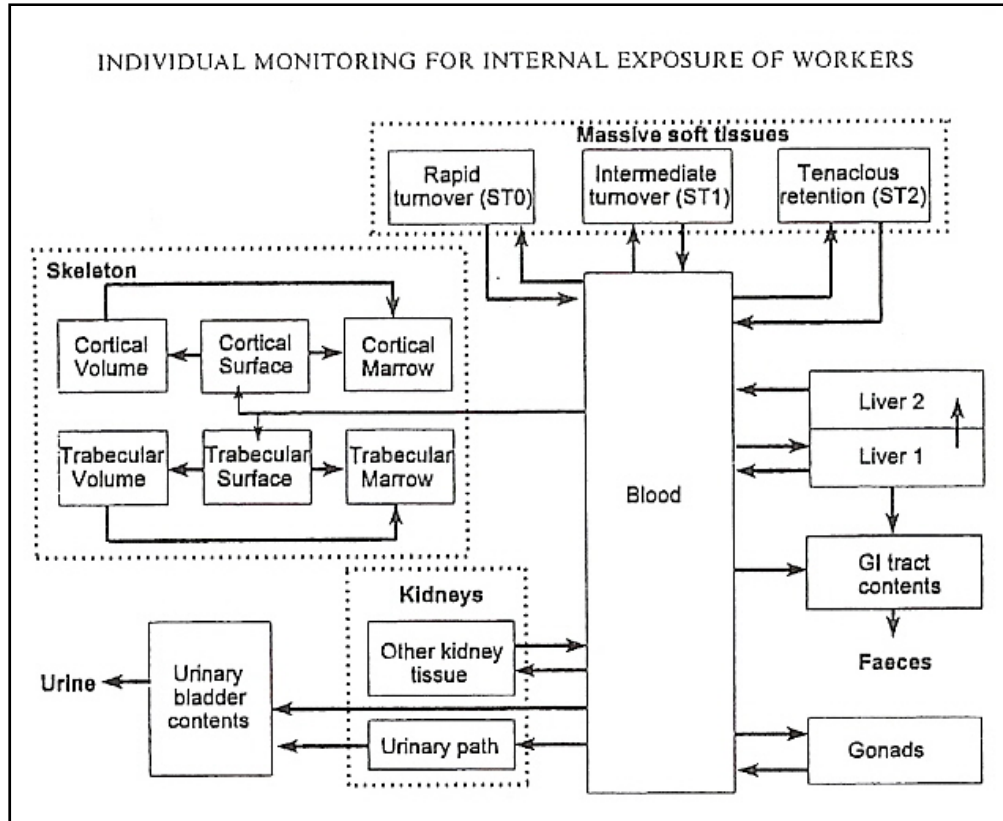 INDIVIDUAL MONITORING FOR INTERNAL EXPOSURE OF WORKERS
Massive soft tissues
Rapid
turnover (ST0)
Intermediate
turnover (ST1)
Tenacious
retention (ST2)
Skeleton
Cortical
Volume
Cortical
Surface
Cortical
Marrow
Trabecular
Volume
Trabecular
Surface
Trabecular
Marrow
Blood
Liver 2
Liver 1
GI tract
contents
Faeces
Kidneys
Other kidney
tissue
Urinary path
Urinary
bladder
contents
Urine
Gonads